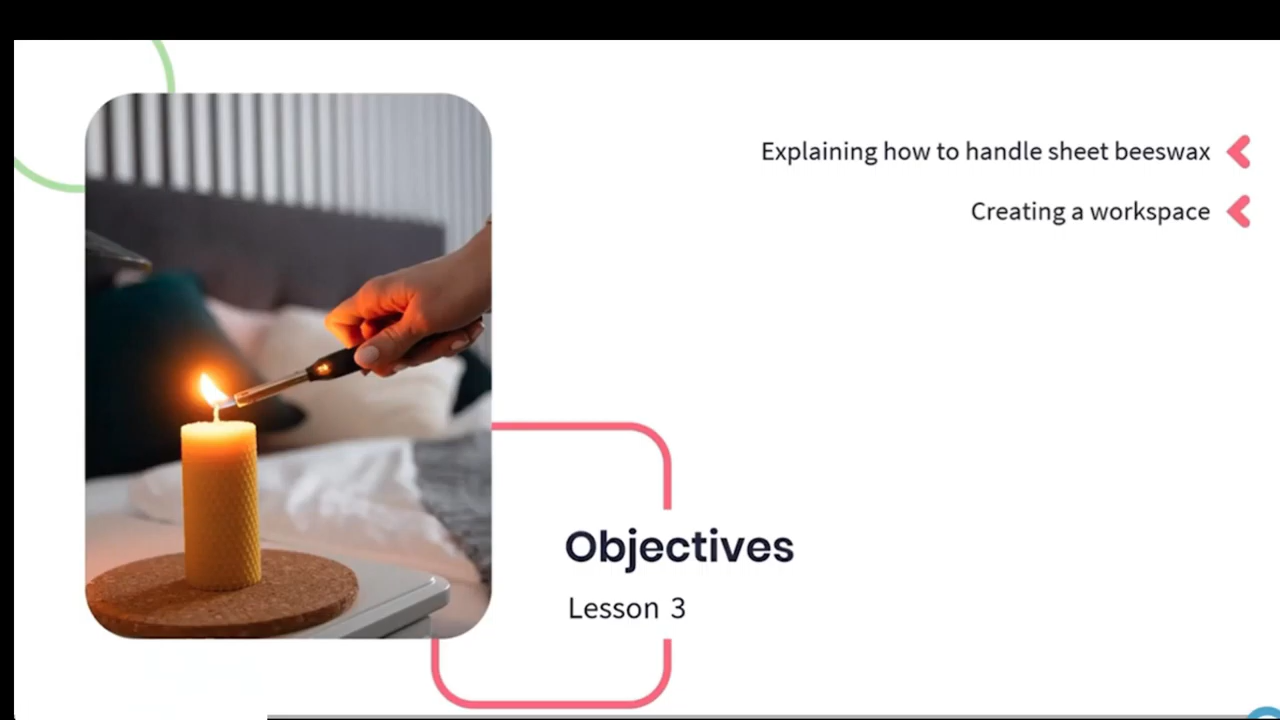 Explaining how to handle sheet beeswax
Creating a workspace
Objectives
Lesson 3